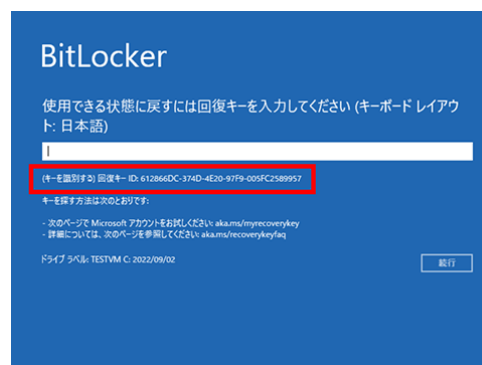 BitLocker
使用できる状態に戻すには回復キーを入力してください (キーボード レイアウ
ト: 日本語)
(キーを識別する) 回復キー ID: 612866DC-374D-4E20-97F9-005FC2589957
キーを探す方法は次のとおりです:
- 次のページで Microsoft アカウントをお試しください: aka.ms/myrecoverykey
- 詳細については、次のページを参照してください: aka.ms/recoverykeyfaq
ドライブ ラベル: TESTVM C: 2022/09/02
続行